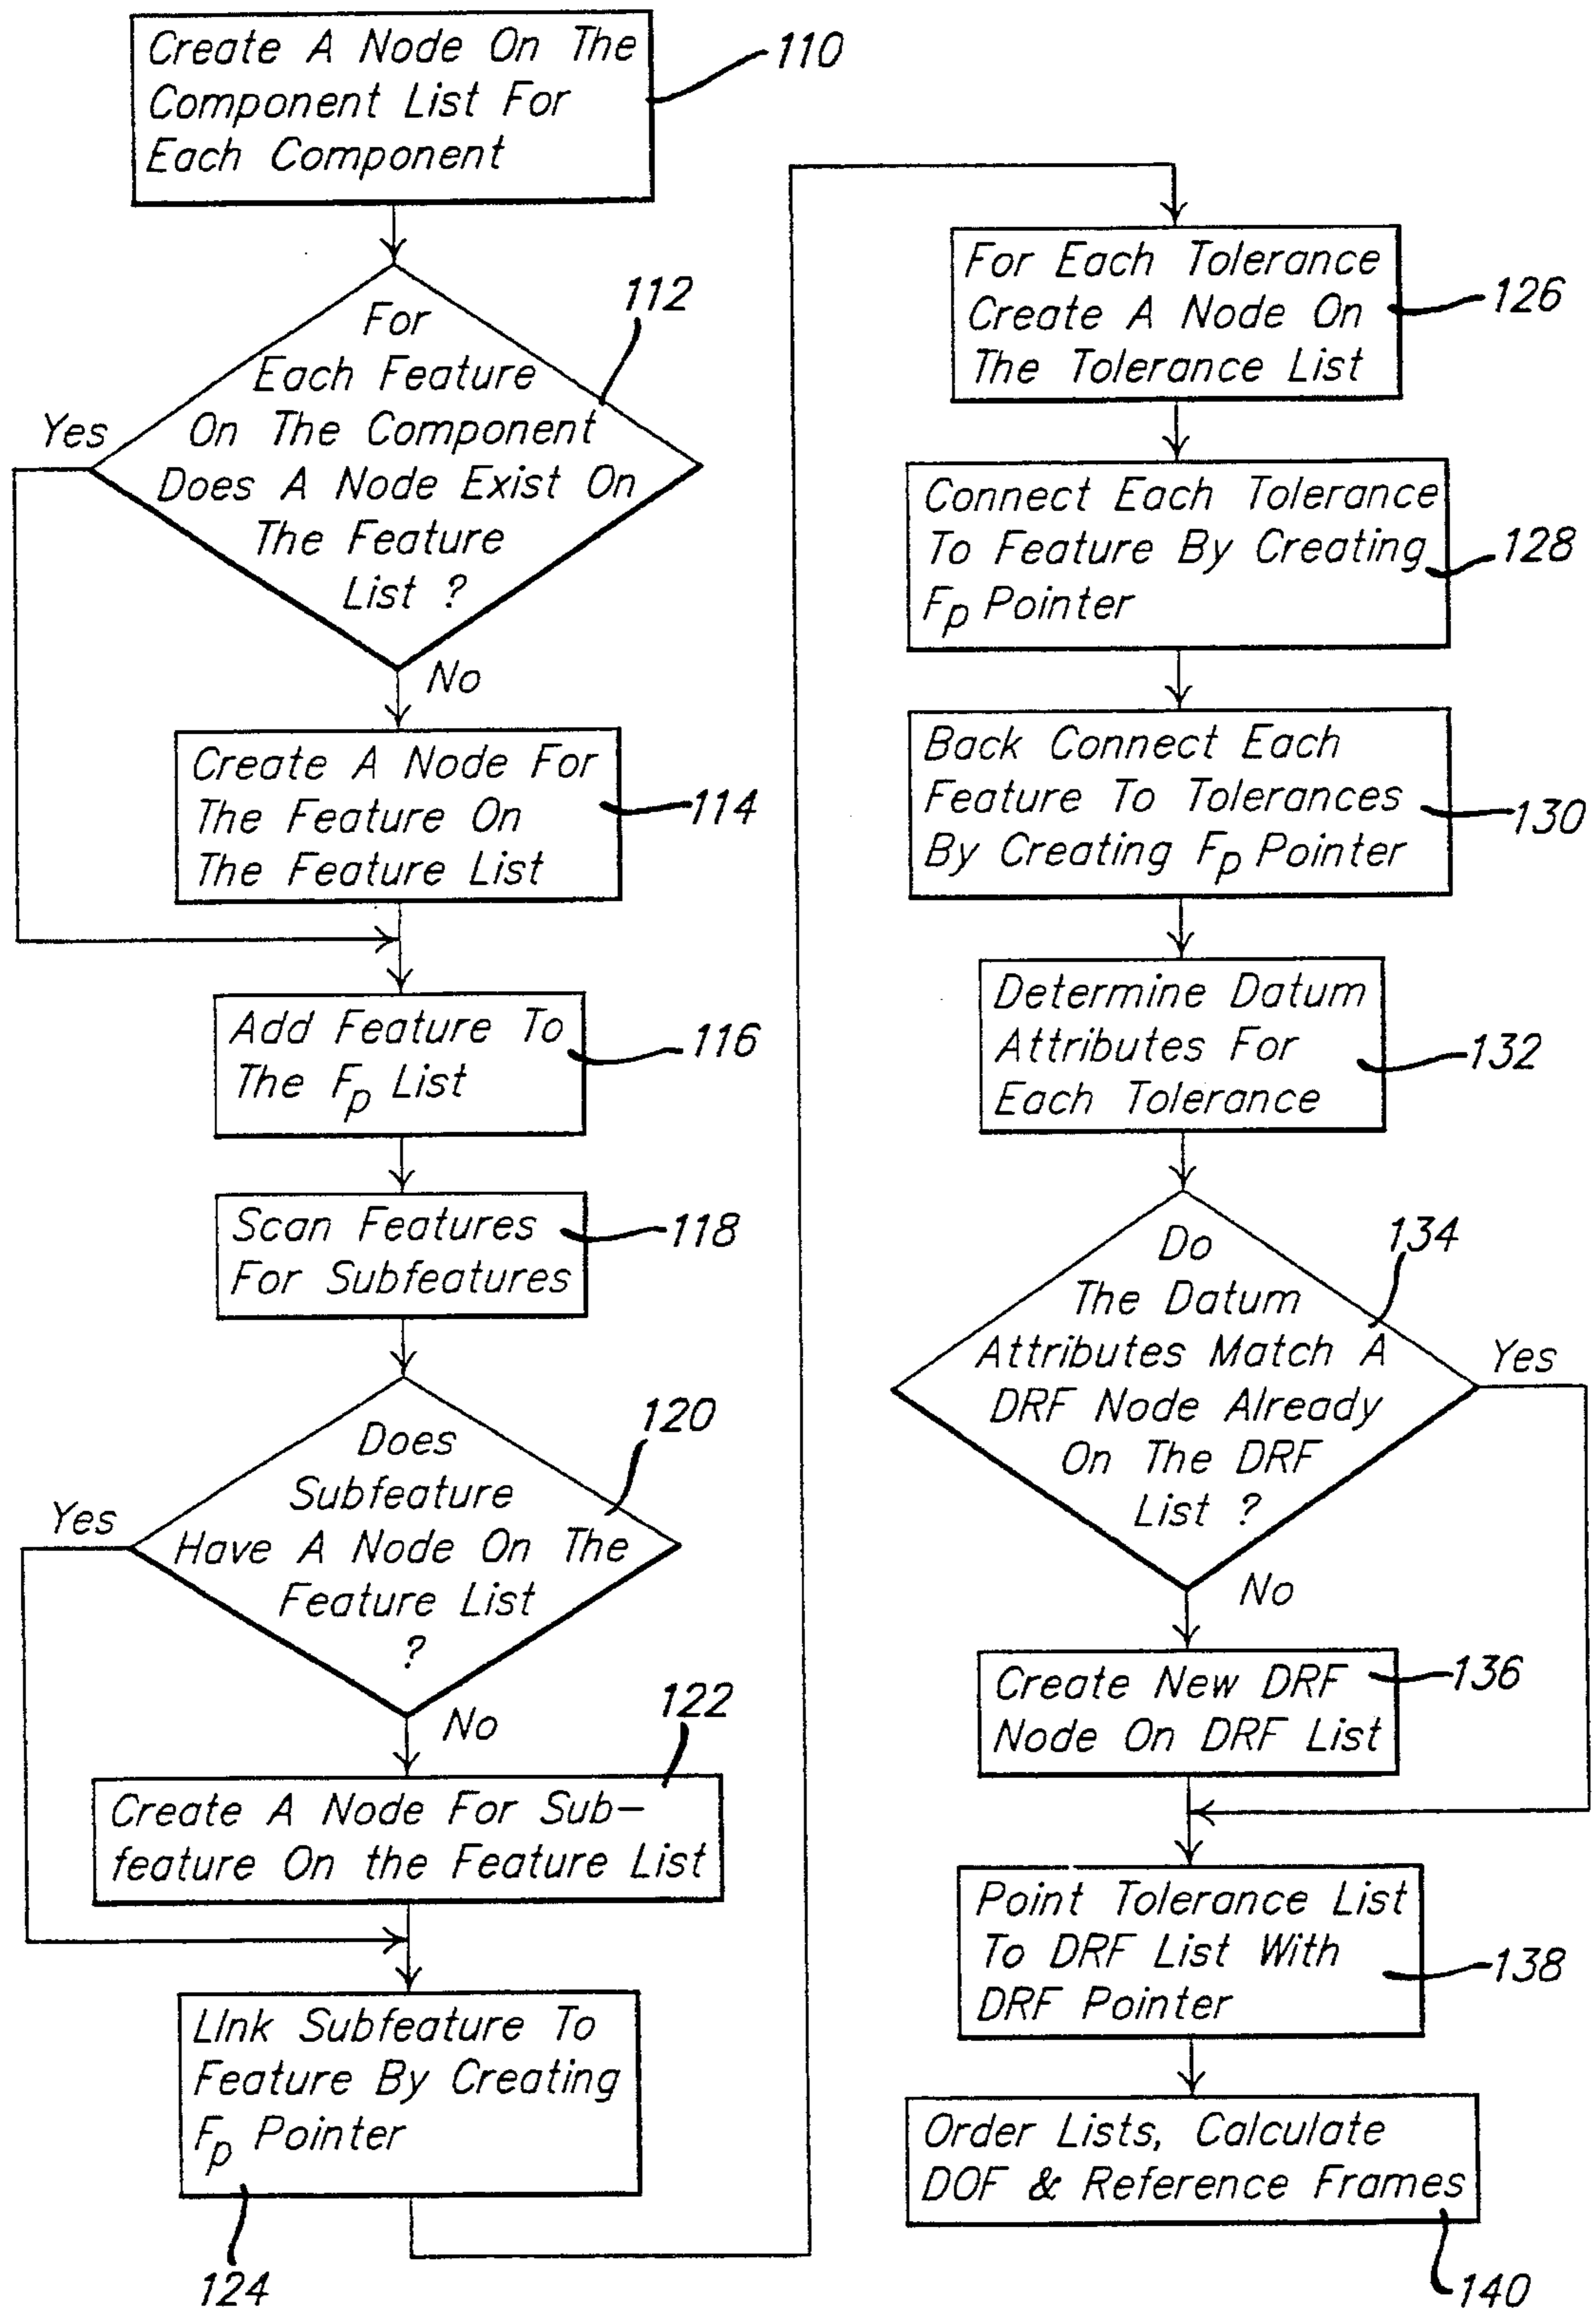 Create A Node On The
Component List For
Each Component
110
For
Each Feature
On The Component
Does A Node Exist On
The Feature
List ?
112
Yes
No
Create A Node For
The Feature On
The Feature List
114
Add Feature To
The Fp List
116
Scan Features
For Subfeatures
118
Does
Subfeature
Have A Node On The
Feature List
?
120
Yes
No
122
Create A Node For Sub-
feature On the Feature List
LInk Subfeature To
Feature By Creating
Fp Pointer
124
For Each Tolerance
Create A Node On
The Tolerance List
126
Connect Each Tolerance
To Feature By Creating
Fp Pointer
128
Back Connect Each
Feature To Tolerances
By Creating Fp Pointer
130
Determine Datum
Attributes For
Each Tolerance
132
Do
The Datum
Attributes Match A
DRF Node Already
On The DRF
List ?
134
Yes
No
Create New DRF
Node On DRF List
136
Point Tolerance List
To DRF List With
DRF Pointer
138
Order Lists, Calculate
DOF & Reference Frames
140